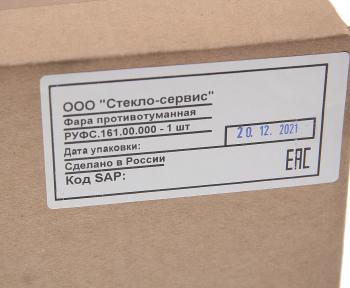 ООО "Стекло-сервис"
Фара противотуманная
РУФС.161.00.000 - 1 шт
Дата упаковки: 20.12.2021
Сделано в России
Код SAP:
EAC